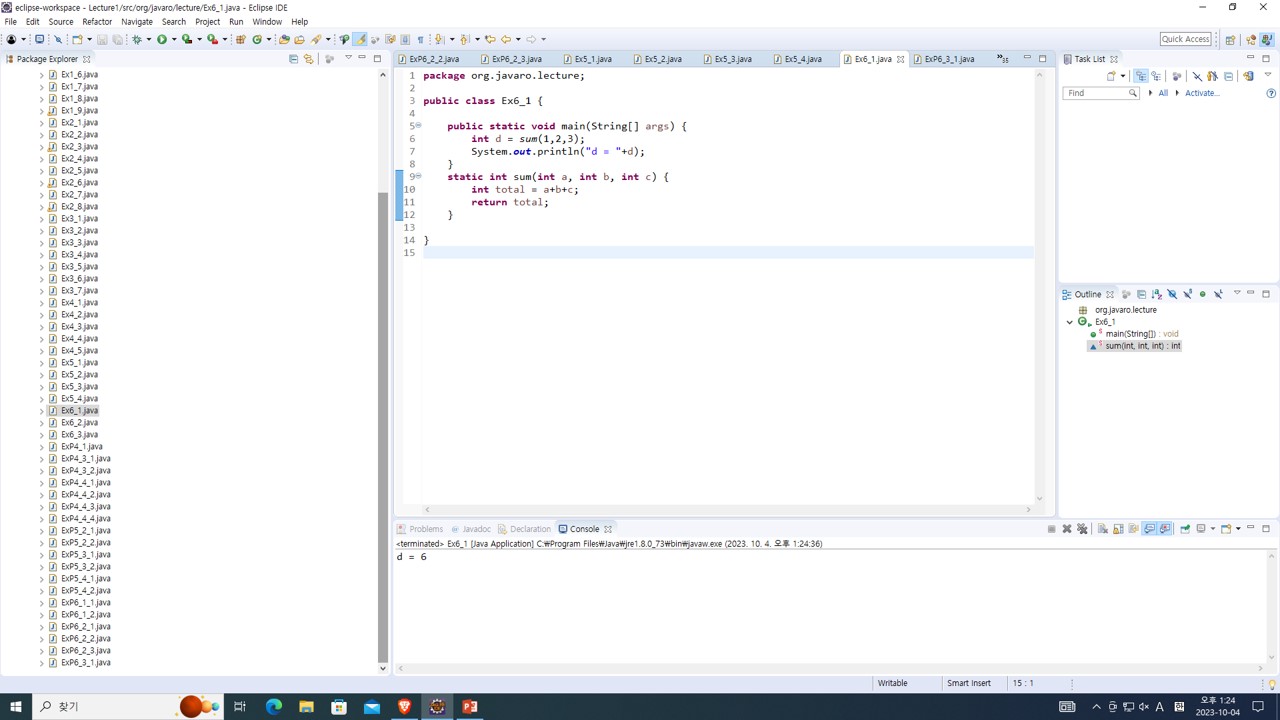 eclipse-workspace - Lecture1/src/org/javaro/lecture/Ex6_1.java - Eclipse IDE
File Edit Source Refactor Navigate Search Project Run Window Help
Quick Access
Package Explorer
Ex1_6.java
Ex1_7.java
Ex1_8.java
Ex1_9.java
Ex2_1.java
Ex2_2.java
Ex2_3.java
Ex2_4.java
Ex2_5.java
Ex2_6.java
Ex2_7.java
Ex2_8.java
Ex3_1.java
Ex3_2.java
Ex3_3.java
Ex3_4.java
Ex3_5.java
Ex3_6.java
Ex3_7.java
Ex4_1.java
Ex4_2.java
Ex4_3.java
Ex4_4.java
Ex4_5.java
Ex5_1.java
Ex5_2.java
Ex5_3.java
Ex5_4.java
Ex6_1.java
Ex6_2.java
Ex6_3.java
ExP4_1.java
ExP4_3_1.java
ExP4_3_2.java
ExP4_4_1.java
ExP4_4_2.java
ExP4_4_3.java
ExP4_4_4.java
ExP5_2_1.java
ExP5_2_2.java
ExP5_3_1.java
ExP5_3_2.java
ExP5_4_1.java
ExP5_4_2.java
ExP6_1_1.java
ExP6_1_2.java
ExP6_2_1.java
ExP6_2_2.java
ExP6_2_3.java
ExP6_3_1.java
ExP6_2_2.java ExP6_2_3.java Ex5_1.java Ex5_2.java Ex5_3.java Ex5_4.java Ex6_1.java ExP6_3_1.java »35
1 package org.javaro.lecture;
2
3 public class Ex6_1 {
4
5 public static void main(String[] args) {
6 int d = sum(1,2,3);
7 System.out.println("d = "+d);
8 }
9 static int sum(int a, int b, int c) {
10 int total = a+b+c;
11 return total;
12 }
13
14 }
15
Task List
Find All Activate...
Outline
org.javaro.lecture
Ex6_1
main(String[]) : void
sum(int, int, int) : int
Problems Javadoc Declaration Console
<terminated> Ex6_1 [Java Application] C:₩Program Files₩Java₩jre1.8.0_73₩bin₩javaw.exe (2023. 10. 4. 오후 1:24:36)
d = 6
Writable Smart Insert 15 : 1
찾기
A
오후 1:24
2023-10-04